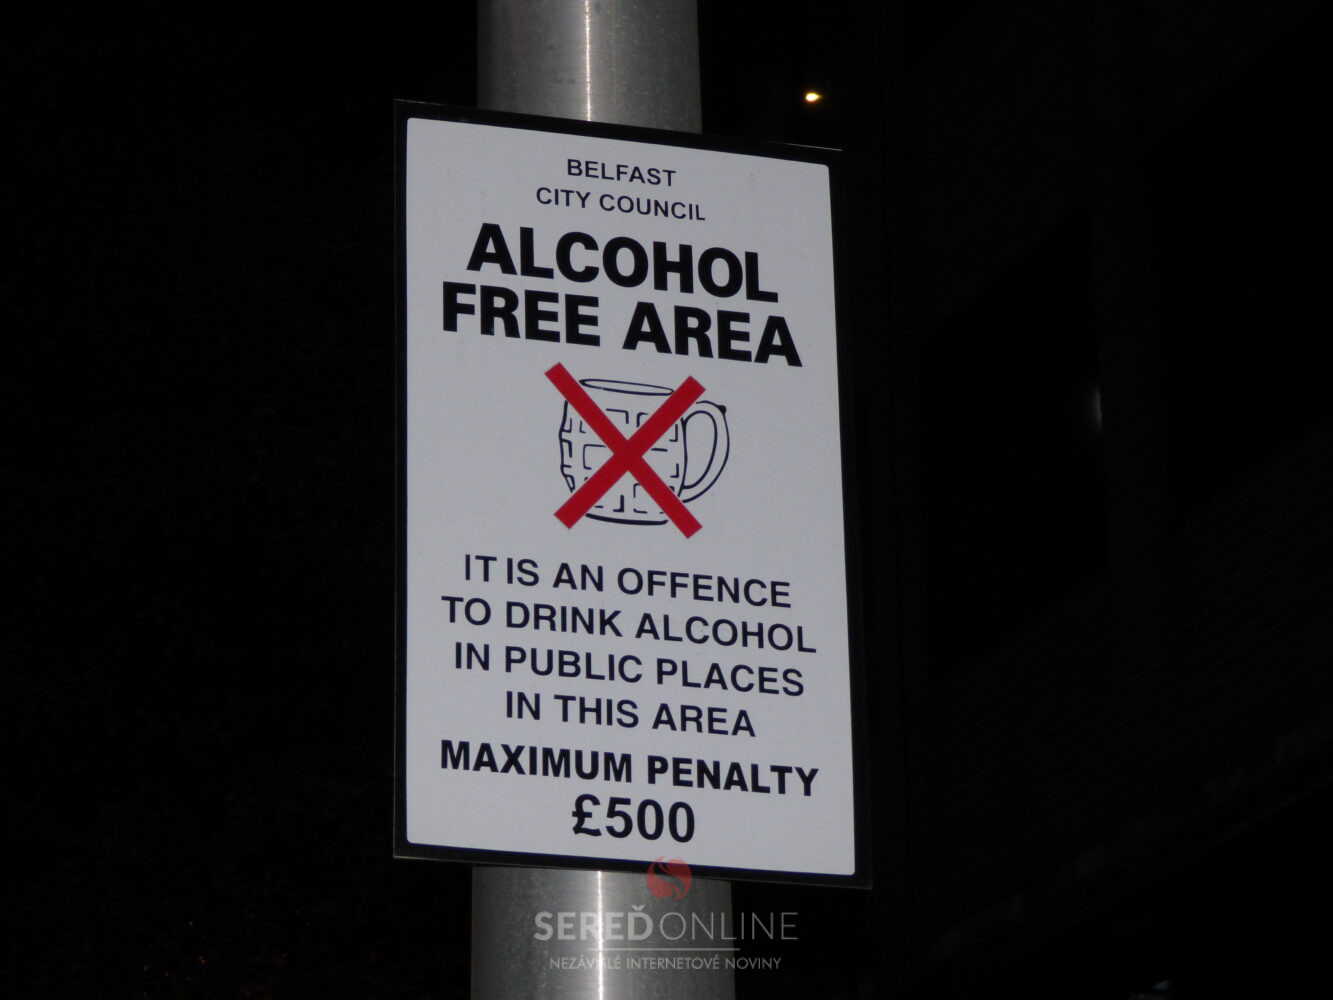 BELFAST
CITY COUNCIL
ALCOHOL
FREE AREA
IT IS AN OFFENCE
TO DRINK ALCOHOL
IN PUBLIC PLACES
IN THIS AREA
MAXIMUM PENALTY
£500
SEREĎONLINE
NEZÁVISLÉ INTERNETOVÉ NOVINY